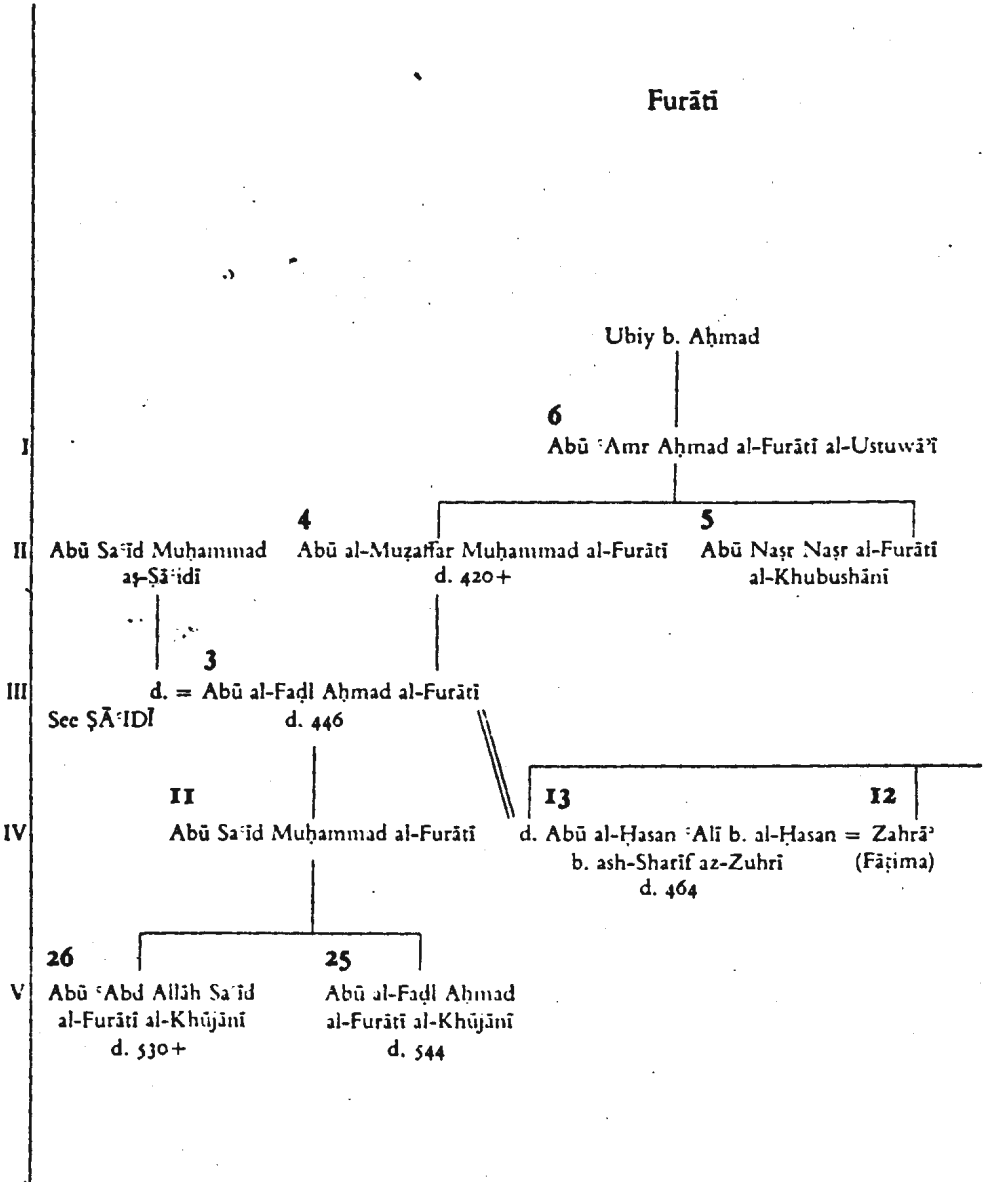 Furātī
Ubiy b. Aḥmad
6
I Abū ʿAmr Aḥmad al-Furātī al-Ustuwāʾī
4 5
II Abū Saʿīd Muḥammad Abū al-Muẓaffar Muḥammad al-Furātī Abū Naṣr Naṣr al-Furātī
aṣ-Ṣāʿidī d. 420+ al-Khubushānī
3
III d. = Abū al-Faḍl Aḥmad al-Furātī
See ṢĀʿIDĪ d. 446
11 13 12
IV Abū Saʿīd Muḥammad al-Furātī d. Abū al-Ḥasan ʿAlī b. al-Ḥasan = Zahrāʾ
b. ash-Sharīf az-Zuhrī (Fāṭima)
d. 464
26 25
V Abū ʿAbd Allāh Saʿīd Abū al-Faḍl Aḥmad
al-Furātī al-Khūjānī al-Furātī al-Khūjānī
d. 530+ d. 544